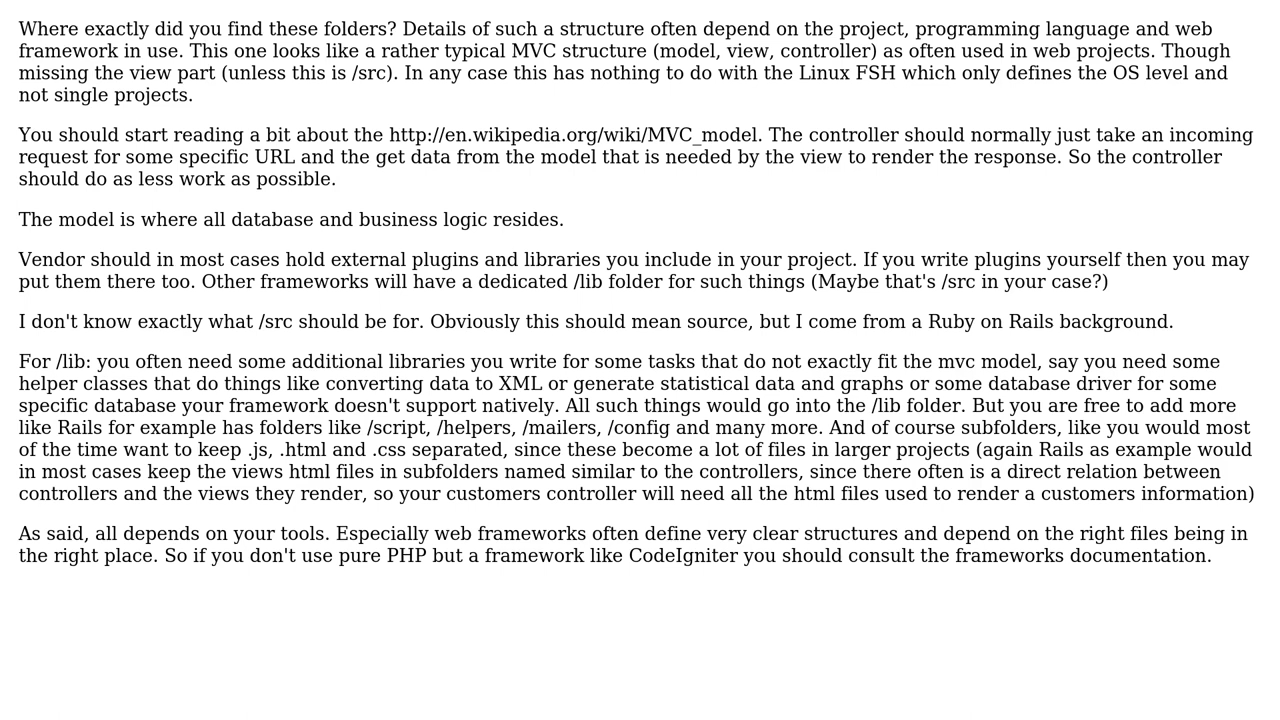 Where exactly did you find these folders? Details of such a structure often depend on the project, programming language and web
framework in use. This one looks like a rather typical MVC structure (model, view, controller) as often used in web projects. Though
missing the view part (unless this is /src). In any case this has nothing to do with the Linux FSH which only defines the OS level and
not single projects.
You should start reading a bit about the http://en.wikipedia.org/wiki/MVC_model. The controller should normally just take an incoming
request for some specific URL and the get data from the model that is needed by the view to render the response. So the controller
should do as less work as possible.
The model is where all database and business logic resides.
Vendor should in most cases hold external plugins and libraries you include in your project. If you write plugins yourself then you may
put them there too. Other frameworks will have a dedicated /lib folder for such things (Maybe that's /src in your case?)
I don't know exactly what /src should be for. Obviously this should mean source, but I come from a Ruby on Rails background.
For /lib: you often need some additional libraries you write for some tasks that do not exactly fit the mvc model, say you need some
helper classes that do things like converting data to XML or generate statistical data and graphs or some database driver for some
specific database your framework doesn't support natively. All such things would go into the /lib folder. But you are free to add more
like Rails for example has folders like /script, /helpers, /mailers, /config and many more. And of course subfolders, like you would most
of the time want to keep .js, .html and .css separated, since these become a lot of files in larger projects (again Rails as example would
in most cases keep the views html files in subfolders named similar to the controllers, since there often is a direct relation between
controllers and the views they render, so your customers controller will need all the html files used to render a customers information)
As said, all depends on your tools. Especially web frameworks often define very clear structures and depend on the right files being in
the right place. So if you don't use pure PHP but a framework like CodeIgniter you should consult the frameworks documentation.